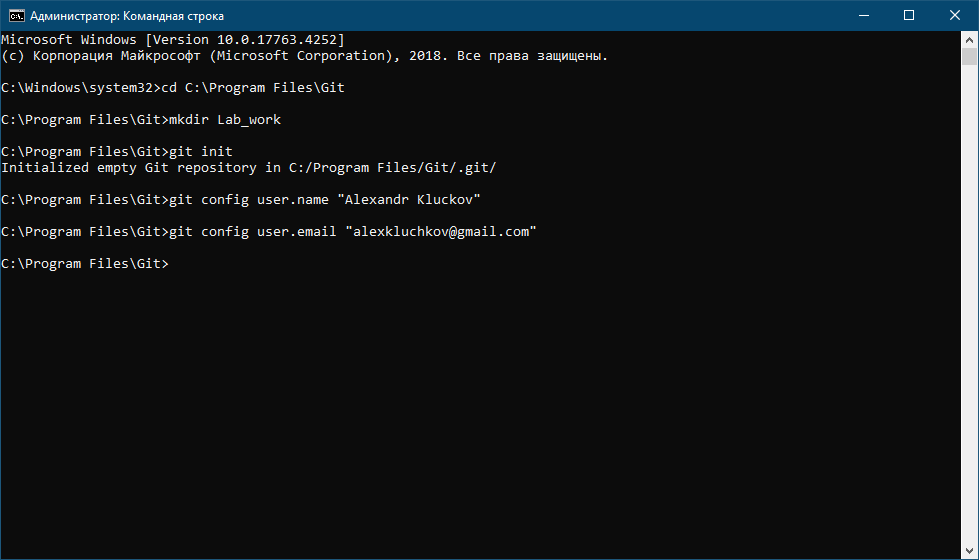 Администратор: Командная строка
Microsoft Windows [Version 10.0.17763.4252]
(c) Корпорация Майкрософт (Microsoft Corporation), 2018. Все права защищены.
C:\Windows\system32>cd C:\Program Files\Git
C:\Program Files\Git>mkdir Lab_work
C:\Program Files\Git>git init
Initialized empty Git repository in C:/Program Files/Git/.git/
C:\Program Files\Git>git config user.name "Alexandr Kluckov"
C:\Program Files\Git>git config user.email "alexkluchkov@gmail.com"
C:\Program Files\Git>